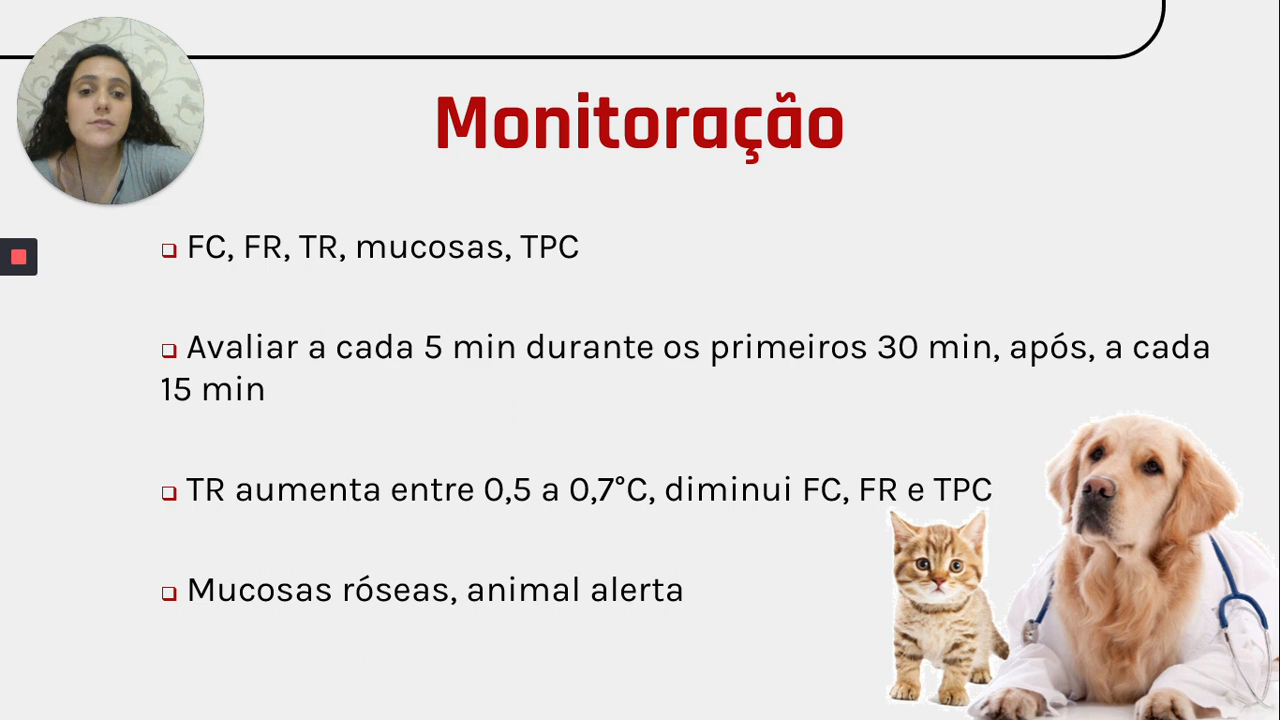 Monitoração
FC, FR, TR, mucosas, TPC
Avaliar a cada 5 min durante os primeiros 30 min, após, a cada
15 min
TR aumenta entre 0,5 a 0,7°C, diminui FC, FR e TPC
Mucosas róseas, animal alerta